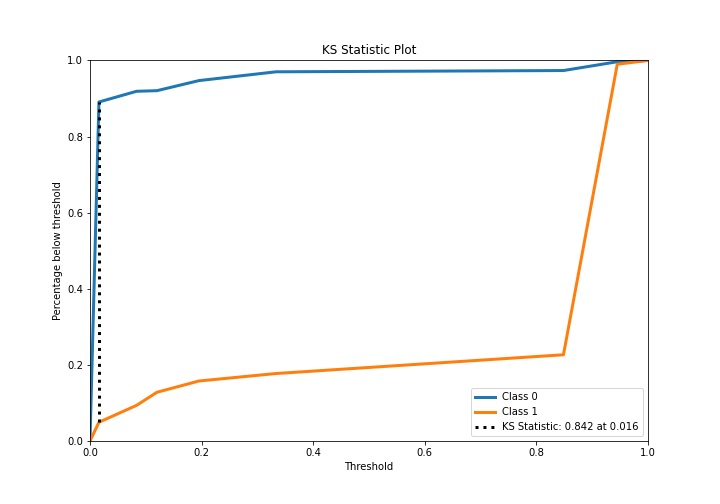 KS Statistic Plot
1.0
0.8
0.6
0.4
0.2
0.0
Percentage below threshold
0.0 0.2 0.4 0.6 0.8 1.0
Threshold
Class 0
Class 1
KS Statistic: 0.842 at 0.016